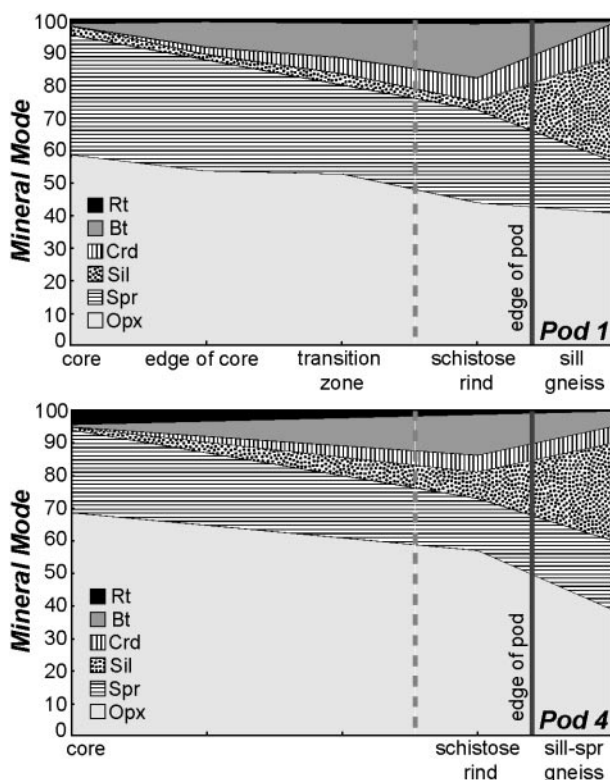 100
90
80
70
60
50
40
30
20
10
0
Mineral Mode
Rt
Bt
Crd
Sil
Spr
Opx
edge of pod
Pod 1
core
edge of core
transition
zone
schistose
rind
sill
gneiss
100
90
80
70
60
50
40
30
20
10
0
Mineral Mode
Rt
Bt
Crd
Sil
Spr
Opx
edge of pod
Pod 4
core
schistose
rind
sill-spr
gneiss